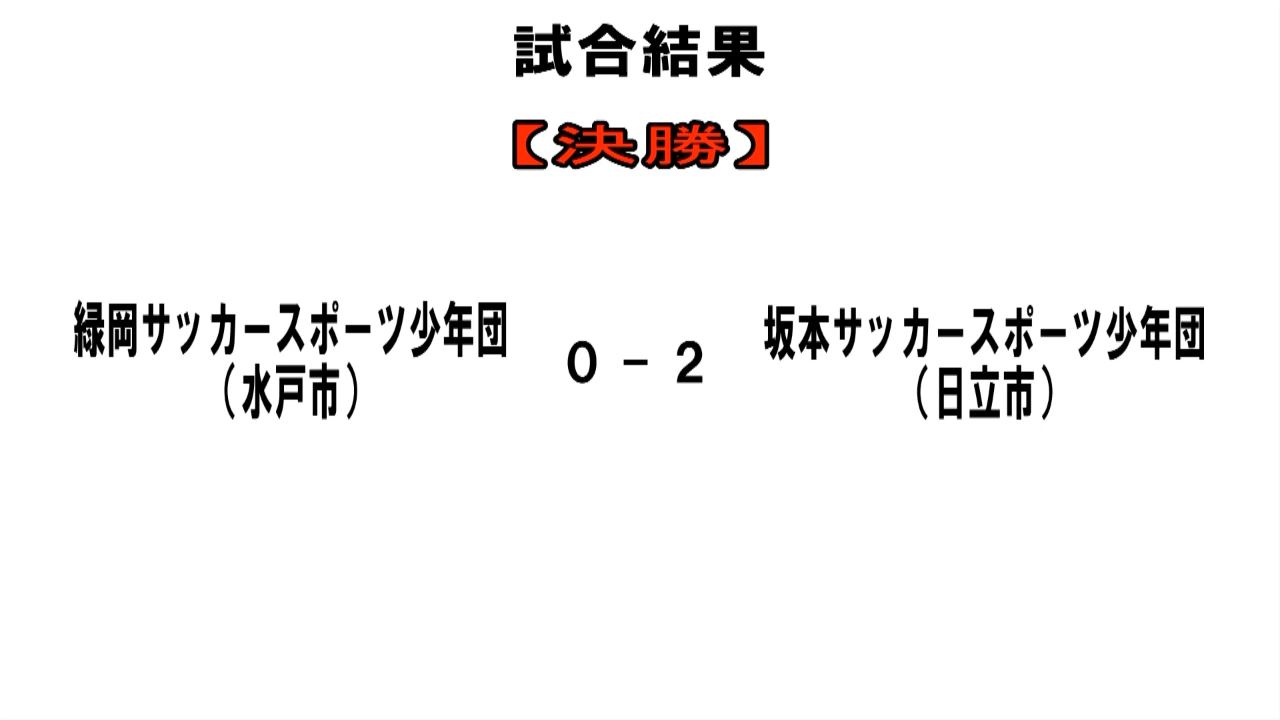 試合結果
【決勝】
緑岡サッカースポーツ少年団
（水戸市）
0 － 2
坂本サッカースポーツ少年団
（日立市）